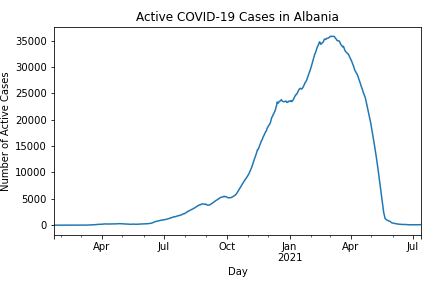 Active COVID-19 Cases in Albania
Number of Active Cases
35000
30000
25000
20000
15000
10000
5000
0
Apr
Jul
Oct
Jan
2021
Apr
Jul
Day